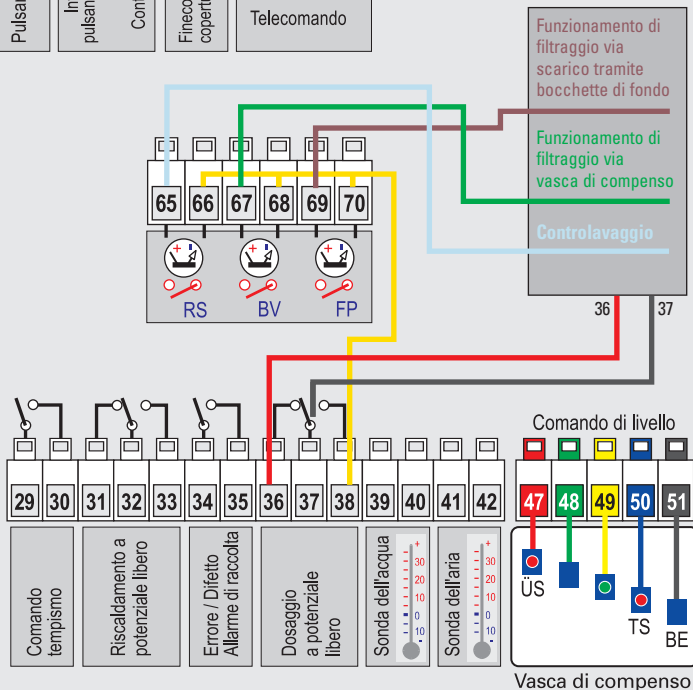 Telecomando
Funzionamento di
filtraggio via
scarico tramite
bocchette di fondo
Funzionamento di
filtraggio via
vasca di compenso
Controlavaggio
65 66 67 68 69 70
+ - + - + -
RS BV FP
36 37
Comando di livello
29 30 31 32 33 34 35 36 37 38 39 40 41 42
47 48 49 50 51
Comando
tempismo
Riscaldamento a
potenziale libero
Errore / Difetto
Allarme di raccolta
Dosaggio
a potenziale
libero
Sonda dell'acqua
+
30
20
10
0
10
-
Sonda dell'aria
+
30
20
10
0
10
-
ÜS
TS
BE
Vasca di compenso